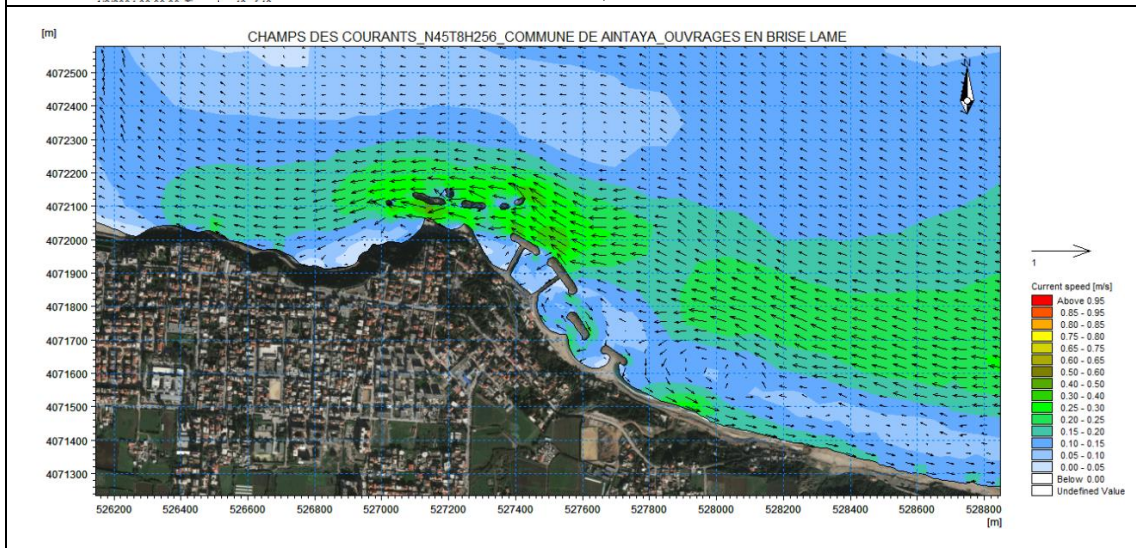 CHAMPS DES COURANTS_N45T8H256_COMMUNE DE AINTAYA_OUVRAGES EN BRISE LAME
[m]
4072500
4072400
4072300
4072200
4072100
4072000
4071900
4071800
4071700
4071600
4071500
4071400
4071300
526200 526400 526600 526800 527000 527200 527400 527600 527800 528000 528200 528400 528600 528800
[m]
1
Current speed [m/s]
Above 0.95
0.85 - 0.95
0.80 - 0.85
0.75 - 0.80
0.65 - 0.75
0.60 - 0.65
0.50 - 0.60
0.40 - 0.50
0.30 - 0.40
0.25 - 0.30
0.20 - 0.25
0.15 - 0.20
0.10 - 0.15
0.05 - 0.10
0.00 - 0.05
Below 0.00
Undefined Value